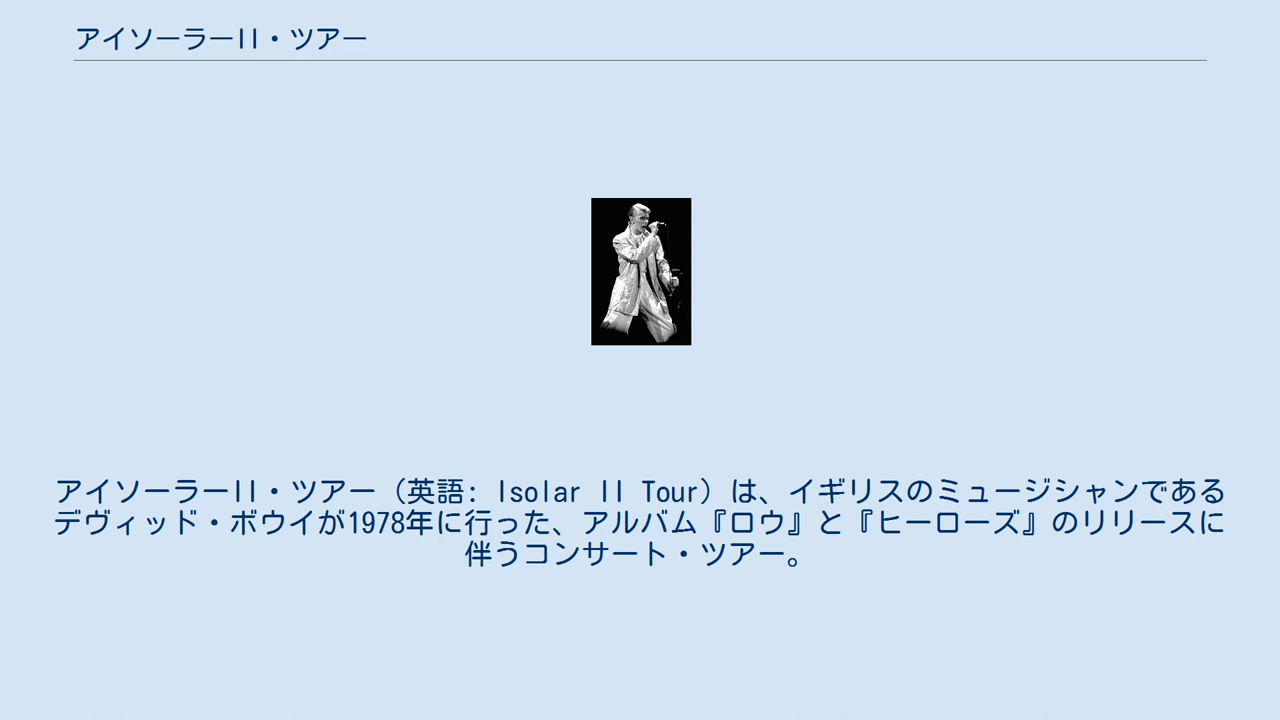 アイソーラーII・ツアー
アイソーラーII・ツアー（英語: Isolar II Tour）は、イギリスのミュージシャンである
デヴィッド・ボウイが1978年に行った、アルバム『ロウ』と『ヒーローズ』のリリースに
伴うコンサート・ツアー。